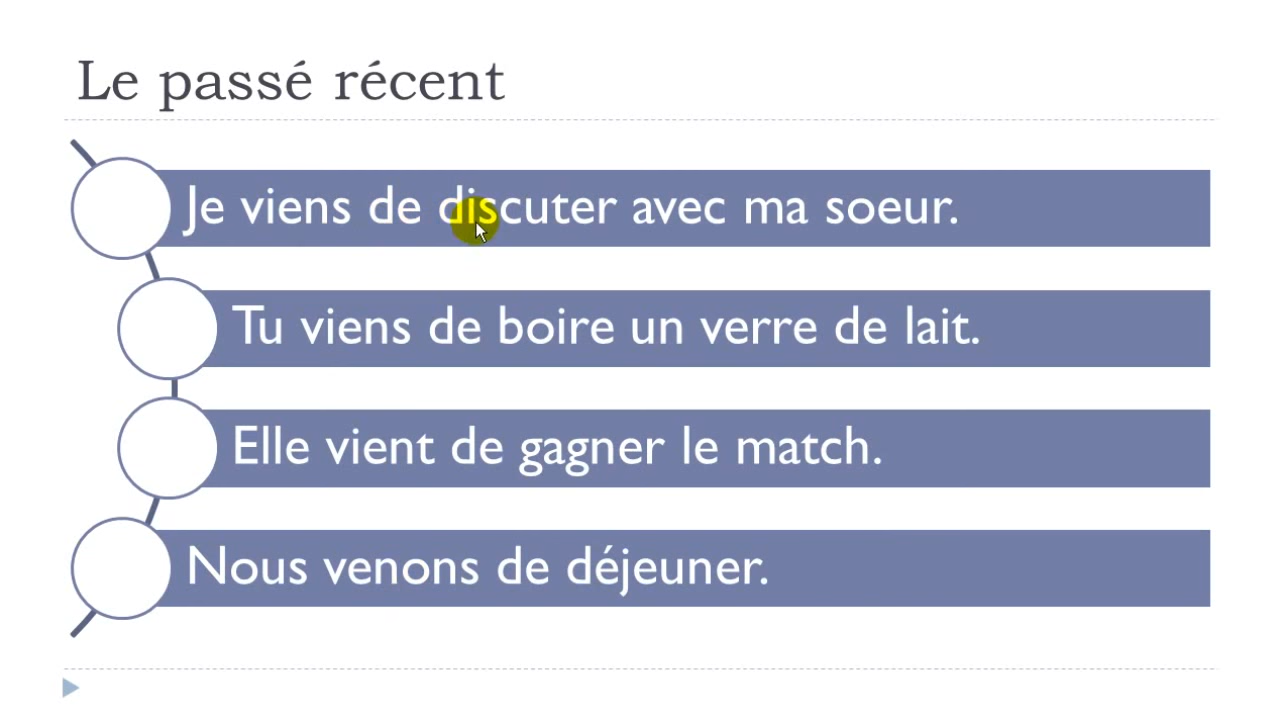 Le passé récent
Je viens de discuter avec ma soeur.
Tu viens de boire un verre de lait.
Elle vient de gagner le match.
Nous venons de déjeuner.